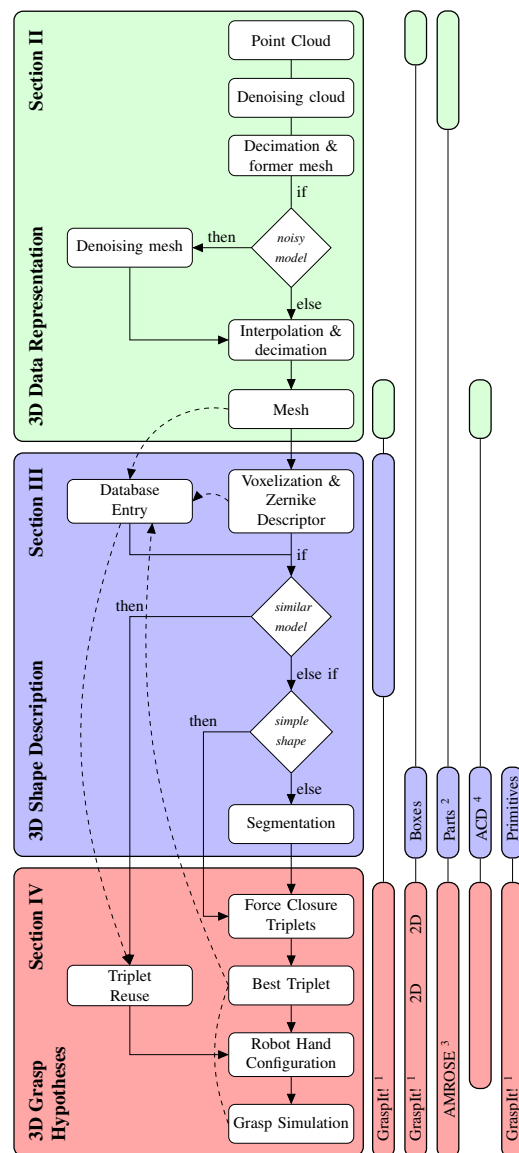 Section II
3D Data Representation
Point Cloud
Denoising cloud
Decimation &
former mesh
if
noisy
model
then
Denoising mesh
else
Interpolation &
decimation
Mesh
Section III
3D Shape Description
Database
Entry
Voxelization &
Zernike
Descriptor
if
similar
model
then
else if
simple
shape
then
else
Segmentation
Boxes
Parts 2
ACD 4
Primitives
Section IV
3D Grasp
Hypotheses
Force Closure
Triplets
Triplet
Reuse
Best Triplet
Robot Hand
Configuration
Grasp Simulation
GraspIt! 1
GraspIt! 1 2D 2D
AMROSE 3
GraspIt! 1